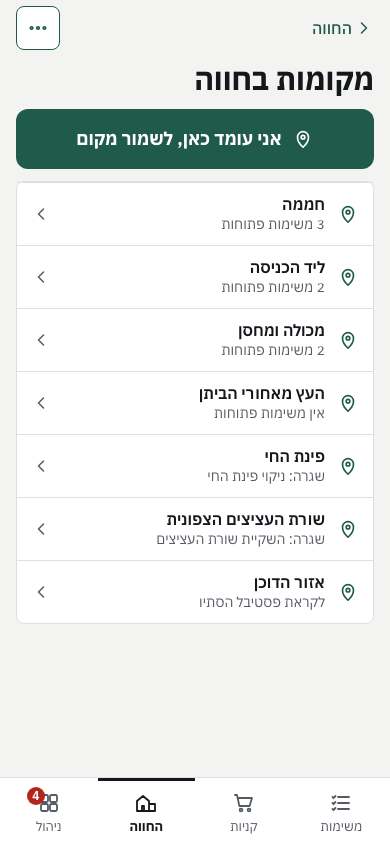 החווה
מקומות בחווה
אני עומד כאן, לשמור מקום
חממה
3 משימות פתוחות
ליד הכניסה
2 משימות פתוחות
מכולה ומחסן
2 משימות פתוחות
העץ מאחורי הביתן
אין משימות פתוחות
פינת החי
שגרה: ניקוי פינת החי
שורת העציצים הצפונית
שגרה: השקיית שורת העציצים
אזור הדוכן
לקראת פסטיבל הסתיו
משימות
קניות
החווה
4
ניהול